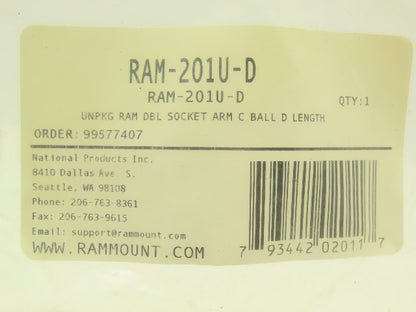 RAM-201U-D
RAM-201U-D
QTY:1
UNPKG RAM DBL SOCKET ARM C BALL D LENGTH
ORDER: 99577407
National Products Inc.
8410 Dallas Ave S.
Seattle, WA 98108
Phone: 206-763-8361
Fax: 206-763-9615
Email: support@rammount.com
WWW.RAMMOUNT.COM
7 93442 02011 7